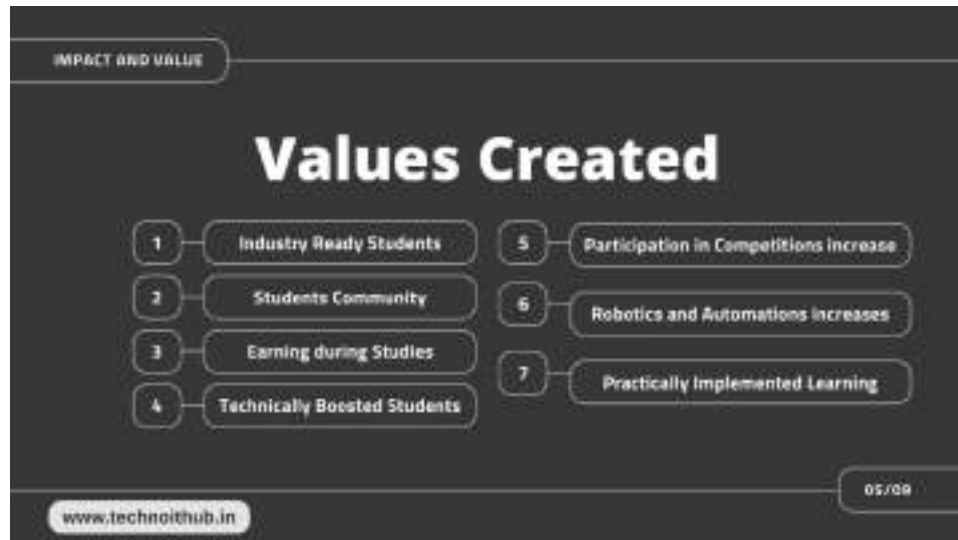 IMPACT AND VALUE
Values Created
1 Industry Ready Students
2 Students Community
3 Earning during Studies
4 Technically Boosted Students
5 Participation in Competitions increase
6 Robotics and Automations increases
7 Practically Implemented Learning
05/09
www.technoithub.in